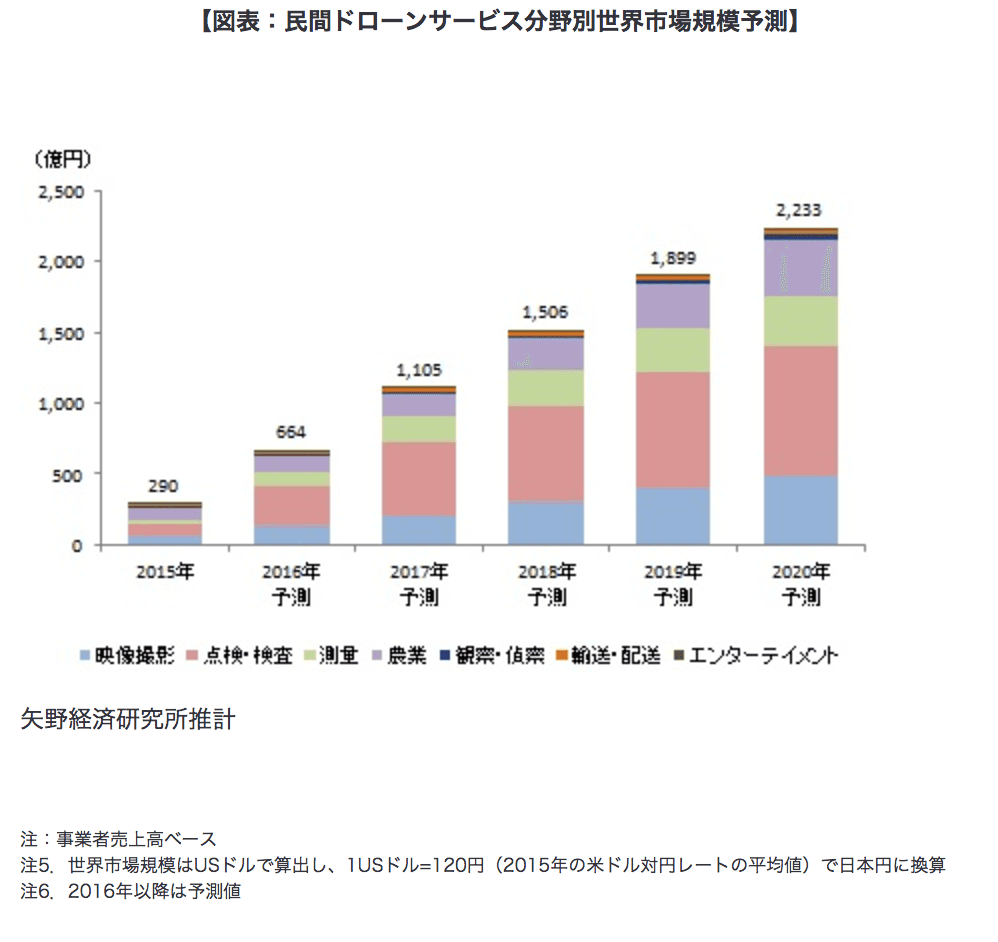 【図表：民間ドローンサービス分野別世界市場規模予測】
（億円）
2,500
2,000
1,500
1,000
500
0
290
664
1,105
1,506
1,899
2,233
2015年 2016年 2017年 2018年 2019年 2020年
予測 予測 予測 予測 予測
映像撮影 点検・検査 測量 農業 観察・偵察 輸送・配送 エンターテイメント
矢野経済研究所推計
注：事業者売上高ベース
注5．世界市場規模はUSドルで算出し、1USドル=120円（2015年の米ドル対円レートの平均値）で日本円に換算
注6．2016年以降は予測値